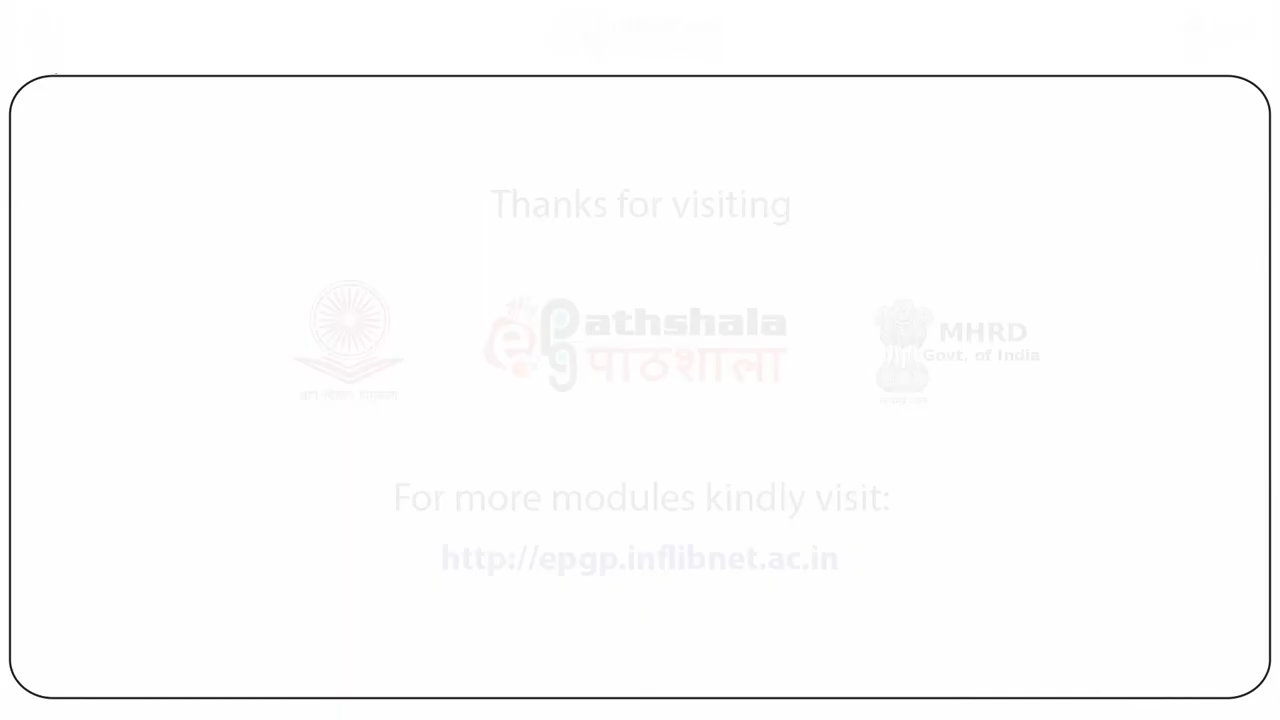 Thanks for visiting
e pg athshala
पाठशाला
MHRD
Govt. of India
For more modules kindly visit:
http://epgp.inflibnet.ac.in